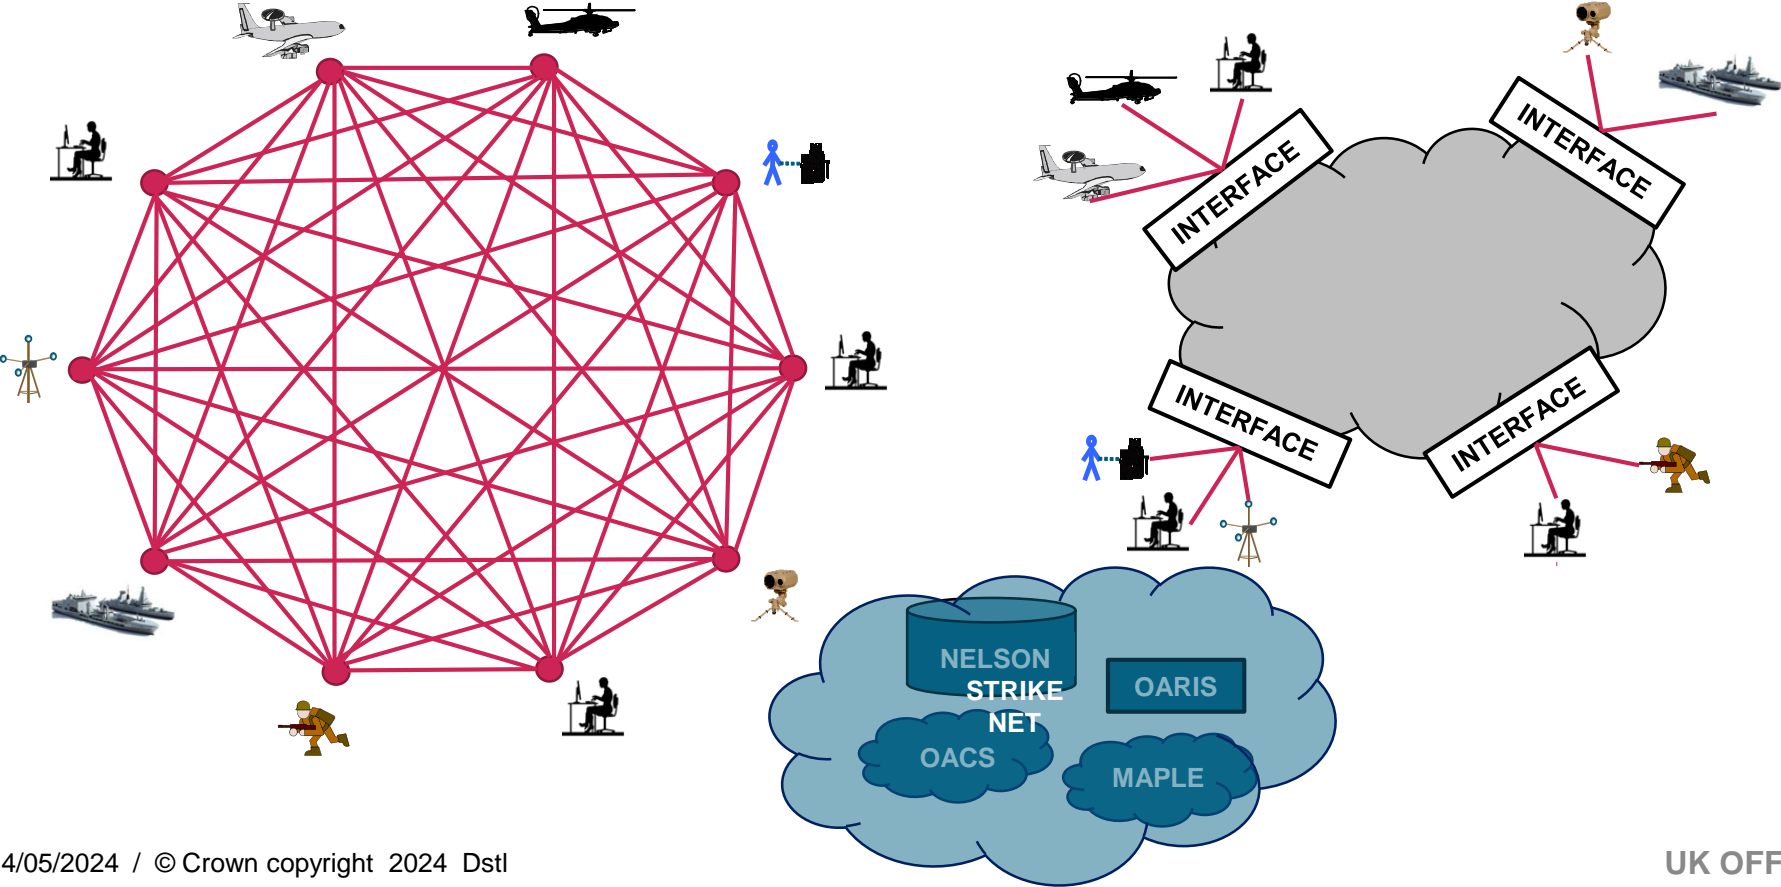 INTERFACE
INTERFACE
INTERFACE
INTERFACE
NELSON
STRIKE
NET
OARIS
OACS
MAPLE
4/05/2024 / © Crown copyright 2024 Dstl
UK OFF